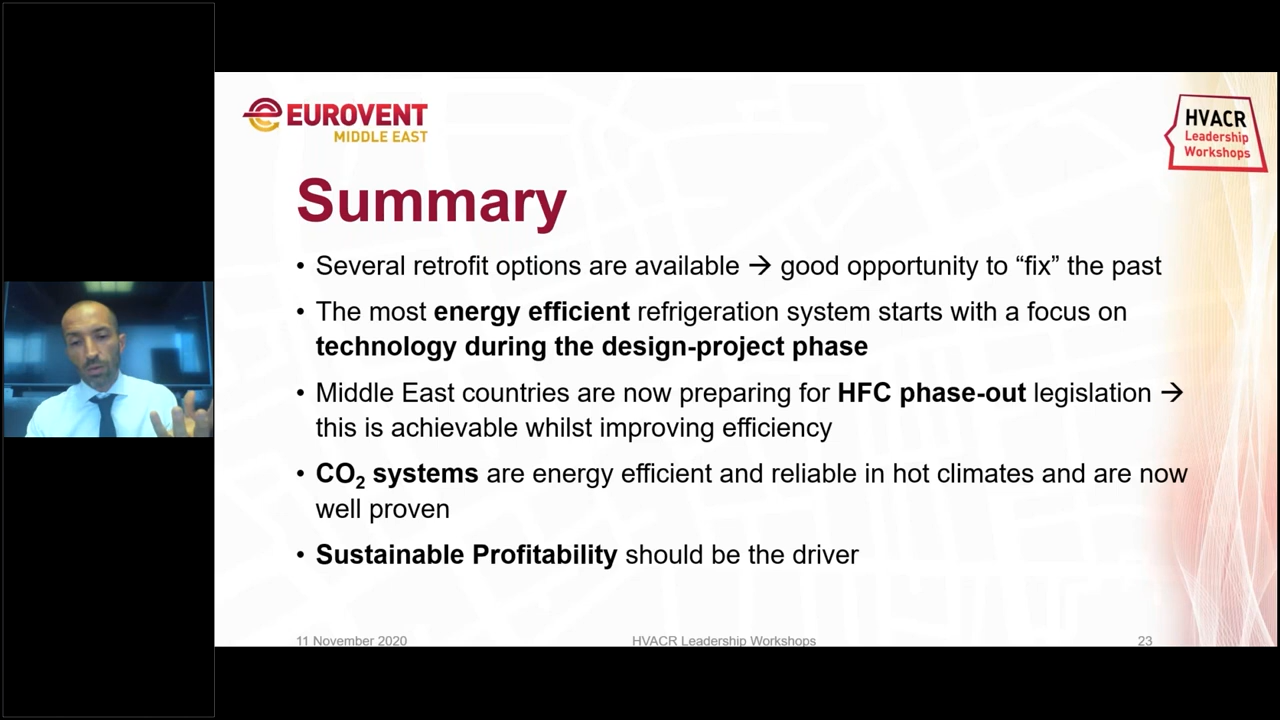 EUROVENT
MIDDLE EAST
HVACR
Leadership
Workshops
Summary
• Several retrofit options are available → good opportunity to “fix” the past
• The most energy efficient refrigeration system starts with a focus on
technology during the design-project phase
• Middle East countries are now preparing for HFC phase-out legislation →
this is achievable whilst improving efficiency
• CO₂ systems are energy efficient and reliable in hot climates and are now
well proven
• Sustainable Profitability should be the driver
11 November 2020
HVACR Leadership Workshops
23